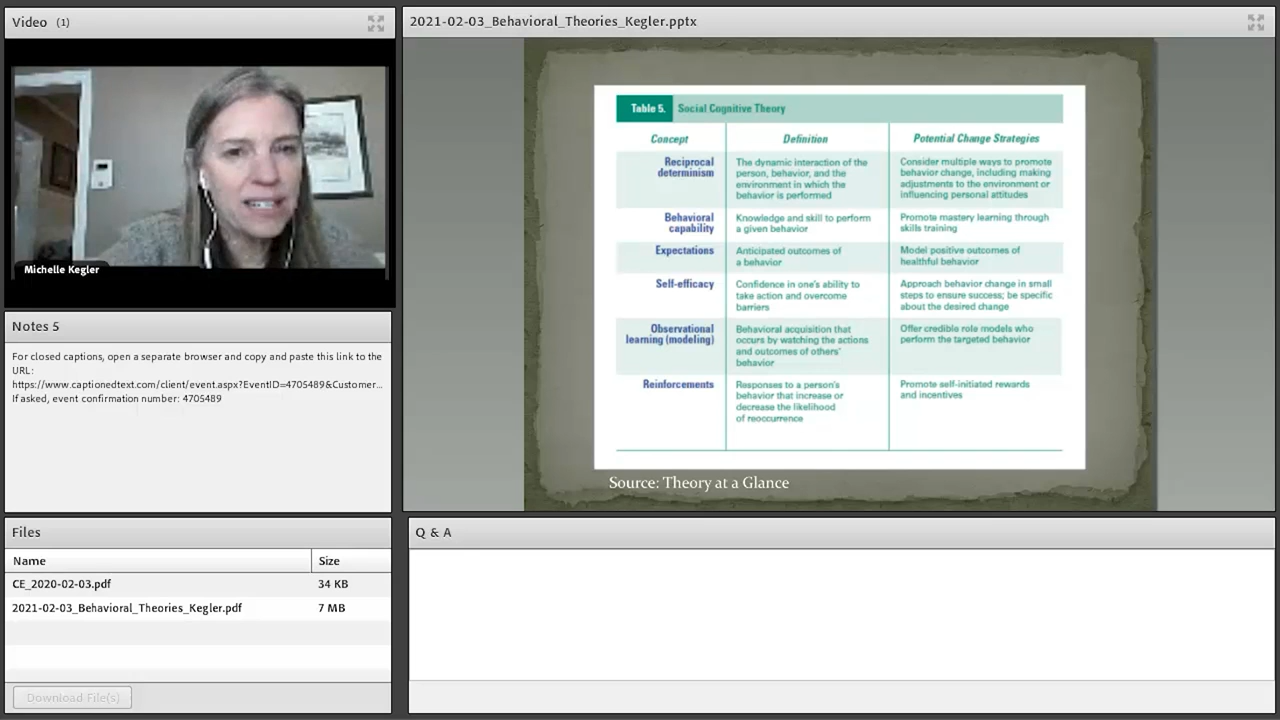 Video (1)
Michelle Kegler
Notes 5
For closed captions, open a separate browser and copy and paste this link to the
URL:
https://www.captionedtext.com/client/event.aspx?EventID=4705489&Customer...
If asked, event confirmation number: 4705489
Files
Name Size
CE_2020-02-03.pdf 34 KB
2021-02-03_Behavioral_Theories_Kegler.pdf 7 MB
Download File(s)
2021-02-03_Behavioral_Theories_Kegler.pptx
Table 5. Social Cognitive Theory
Concept Definition Potential Change Strategies
Reciprocal
determinism
The dynamic interaction of the
person, behavior, and the
environment in which the
behavior is performed
Consider multiple ways to promote
behavior change, including making
adjustments to the environment or
influencing personal attitudes
Behavioral
capability
Knowledge and skill to perform
a given behavior
Promote mastery learning through
skills training
Expectations
Anticipated outcomes of
a behavior
Model positive outcomes of
healthful behavior
Self-efficacy
Confidence in one's ability to
take action and overcome
barriers
Approach behavior change in small
steps to ensure success; be specific
about the desired change
Observational
learning (modeling)
Behavioral acquisition that
occurs by watching the actions
and outcomes of others'
behavior
Offer credible role models who
perform the targeted behavior
Reinforcements
Responses to a person's
behavior that increase or
decrease the likelihood
of reoccurrence
Promote self-initiated rewards
and incentives
Source: Theory at a Glance
Q & A